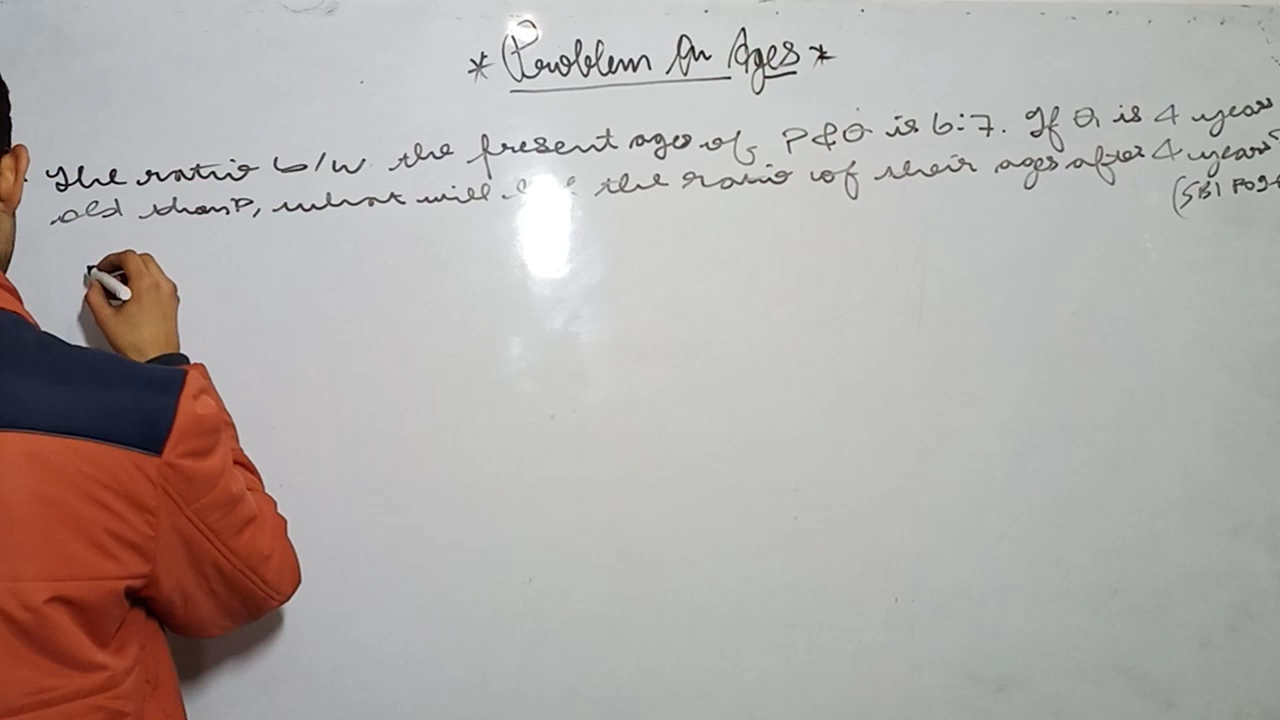 * Problem On Ages *
The ratio b/w the present ages of P & Q is 6:7. If Q is 4 years
old than P, what will the ratio of their ages after 4 years
(SBI PO